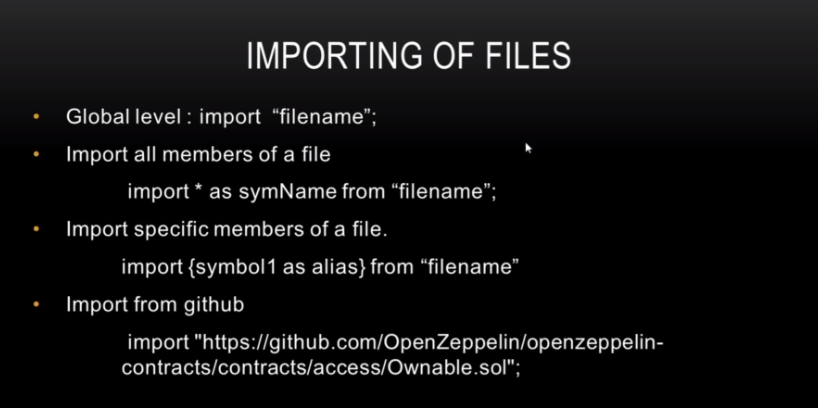 IMPORTING OF FILES
• Global level : import “filename”;
• Import all members of a file
import * as symName from “filename”;
• Import specific members of a file.
import {symbol1 as alias} from “filename”
• Import from github
import "https://github.com/OpenZeppelin/openzeppelin-
contracts/contracts/access/Ownable.sol";